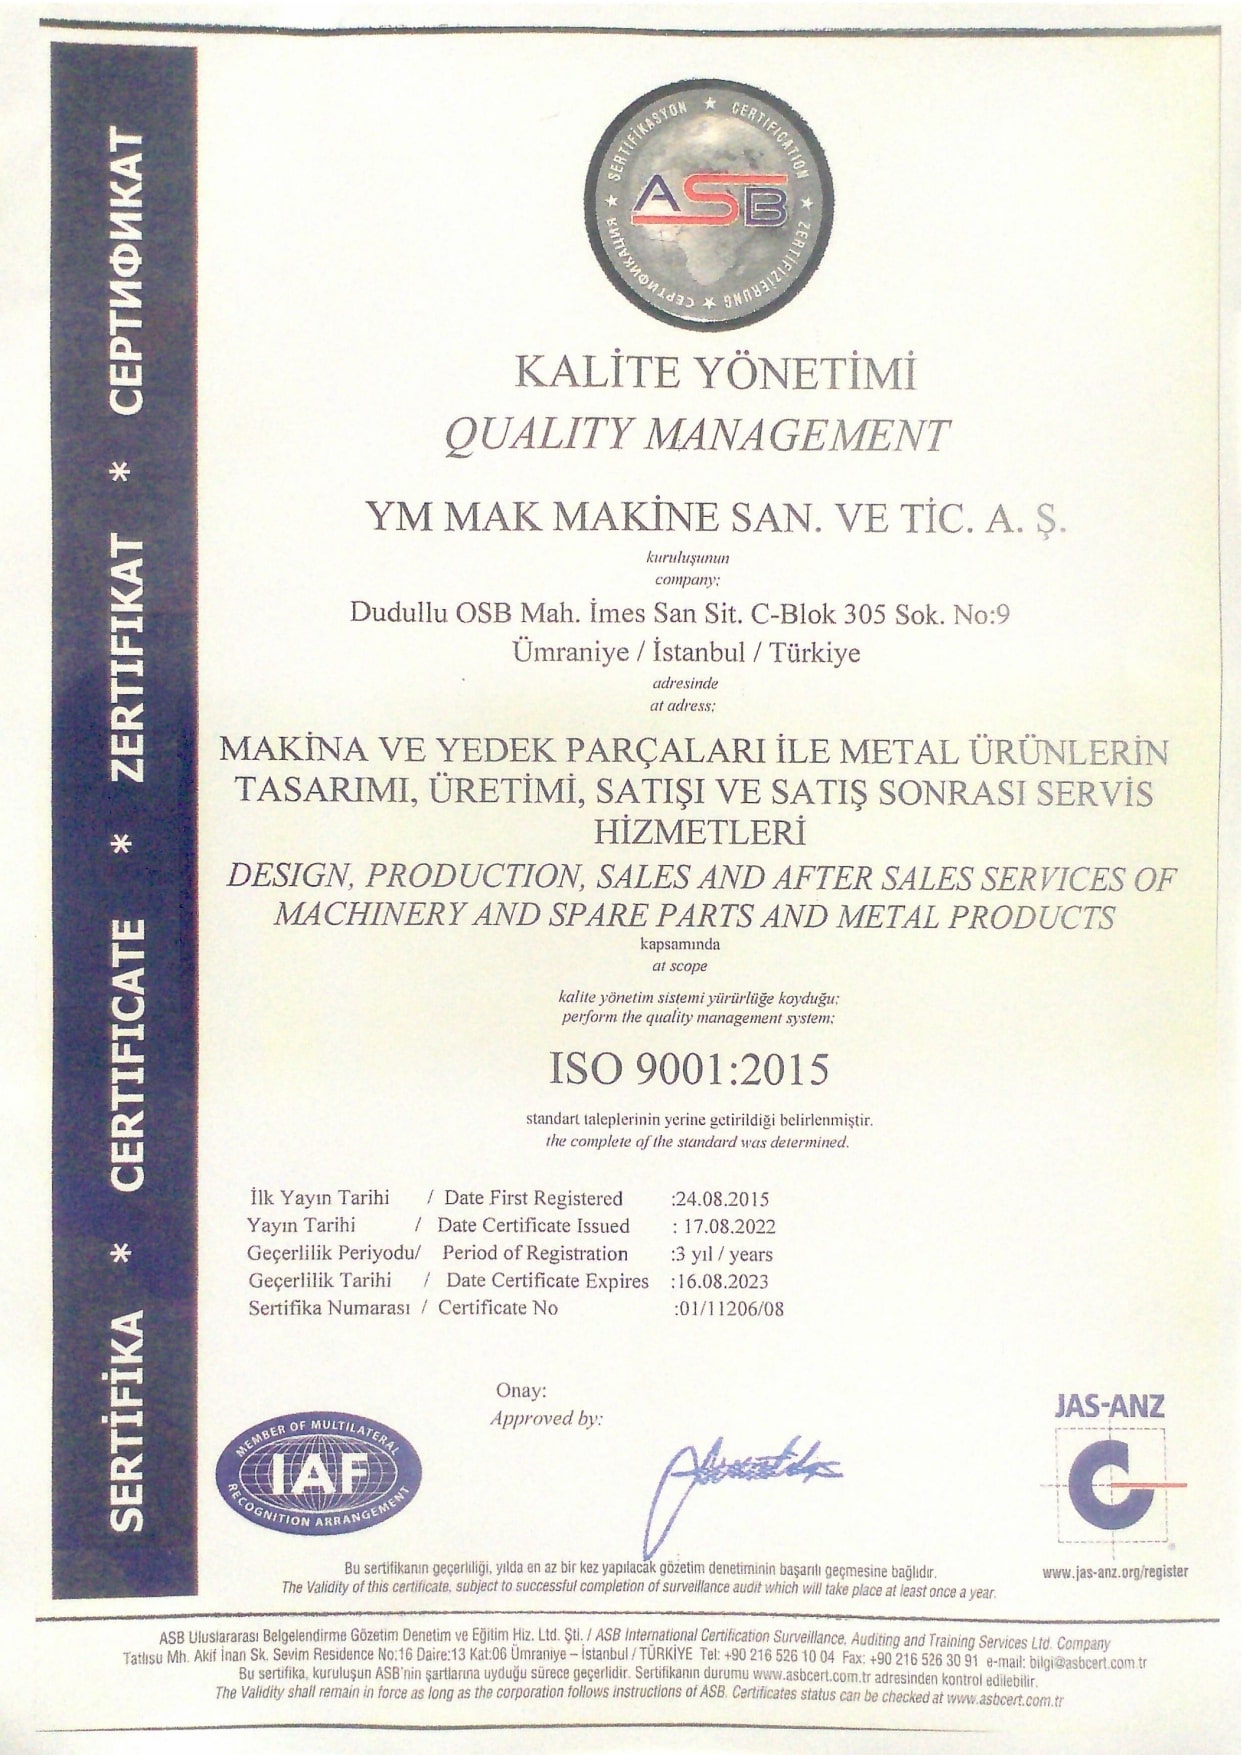 SERTİFİKA * CERTIFICATE * ZERTIFIKAT * СЕРТИФИКАТ
★ SERTİFİKASYON ★ CERTIFICATION ★ ZERTIFIZIERUNG ★ СЕРТИФИКАЦИЯ
ASB
KALİTE YÖNETİMİ
QUALITY MANAGEMENT
YM MAK MAKİNE SAN. VE TİC. A. Ş.
kuruluşunun
company:
Dudullu OSB Mah. İmes San Sit. C-Blok 305 Sok. No:9
Ümraniye / İstanbul / Türkiye
adresinde
at adress:
MAKİNA VE YEDEK PARÇALARI İLE METAL ÜRÜNLERİN
TASARIMI, ÜRETİMİ, SATIŞI VE SATIŞ SONRASI SERVİS
HİZMETLERİ
DESIGN, PRODUCTION, SALES AND AFTER SALES SERVICES OF
MACHINERY AND SPARE PARTS AND METAL PRODUCTS
kapsamında
at scope
kalite yönetim sistemi yürürlüğe koyduğu:
perform the quality management system:
ISO 9001:2015
standart taleplerinin yerine getirildiği belirlenmiştir.
the complete of the standard was determined.
İlk Yayın Tarihi / Date First Registered :24.08.2015
Yayın Tarihi / Date Certificate Issued : 17.08.2022
Geçerlilik Periyodu/ Period of Registration :3 yıl / years
Geçerlilik Tarihi / Date Certificate Expires :16.08.2023
Sertifika Numarası / Certificate No :01/11206/08
Onay:
Approved by:
MEMBER OF MULTILATERAL
IAF
RECOGNITION ARRANGEMENT
JAS-ANZ
www.jas-anz.org/register
Bu sertifikanın geçerliliği, yılda en az bir kez yapılacak gözetim denetiminin başarılı geçmesine bağlıdır.
The Validity of this certificate, subject to successful completion of surveillance audit which will take place at least once a year.
ASB Uluslararası Belgelendirme Gözetim Denetim ve Eğitim Hiz. Ltd. Şti. / ASB International Certification Surveillance, Auditing and Training Services Ltd. Company
Tatlısu Mh. Akif İnan Sk. Sevim Residence No:16 Daire:13 Kat:06 Ümraniye – İstanbul / TÜRKİYE Tel: +90 216 526 10 04 Fax: +90 216 526 30 91 e-mail: bilgi@asbcert.com.tr
Bu sertifika, kuruluşun ASB'nin şartlarına uyduğu sürece geçerlidir. Sertifikanın durumu www.asbcert.com.tr adresinden kontrol edilebilir.
The Validity shall remain in force as long as the corporation follows instructions of ASB. Certificates status can be checked at www.asbcert.com.tr